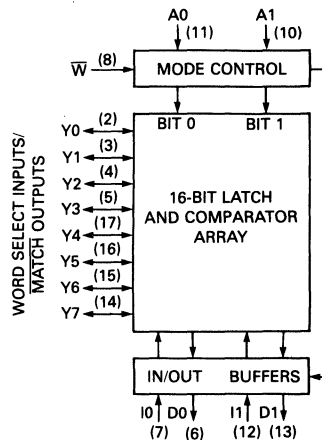 A0 A1
(11) (10)
W̅ (8) MODE CONTROL
BIT 0 BIT 1
WORD SELECT INPUTS/
M̅A̅T̅C̅H̅ OUTPUTS
Y0 (2)
Y1 (3)
Y2 (4)
Y3 (5)
Y4 (17)
Y5 (16)
Y6 (15)
Y7 (14)
16-BIT LATCH
AND COMPARATOR
ARRAY
IN/OUT BUFFERS
I0 D0 I1 D1
(7) (6) (12) (13)